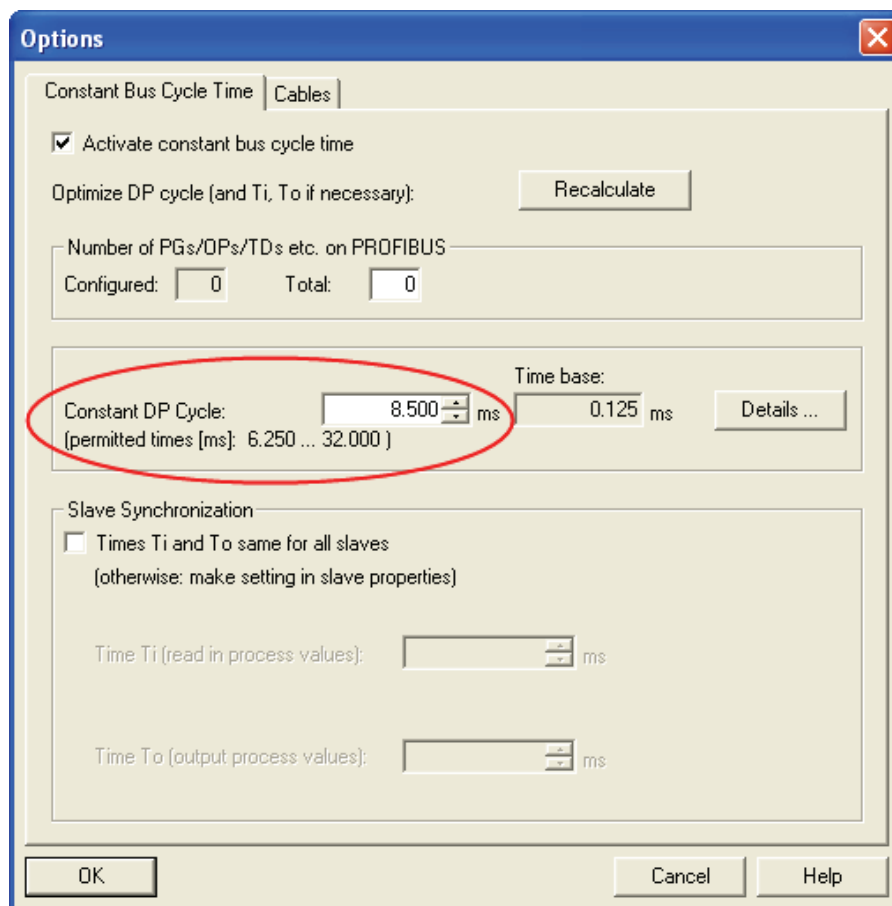 Options
Constant Bus Cycle Time Cables
Activate constant bus cycle time
Optimize DP cycle (and Ti, To if necessary): Recalculate
Number of PGs/OPs/TDs etc. on PROFIBUS
Configured: 0 Total: 0
Time base:
Constant DP Cycle: 8.500 ms 0.125 ms Details ...
(permitted times [ms]: 6.250 ... 32.000 )
Slave Synchronization
Times Ti and To same for all slaves
(otherwise: make setting in slave properties)
Time Ti (read in process values): ms
Time To (output process values): ms
OK Cancel Help